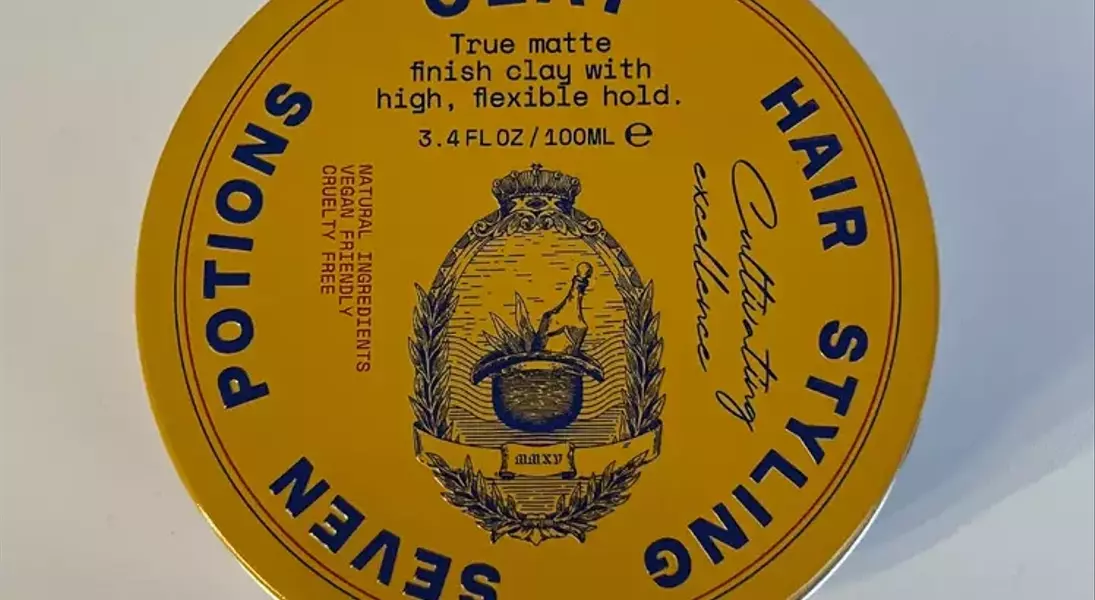 CLAY
True matte
finish clay with
high, flexible hold.
3.4 FL OZ / 100ML ℮
HAIR STYLING
SEVEN POTIONS
NATURAL INGREDIENTS
VEGAN FRIENDLY
CRUELTY FREE
Cultivating
excellence
MMXV